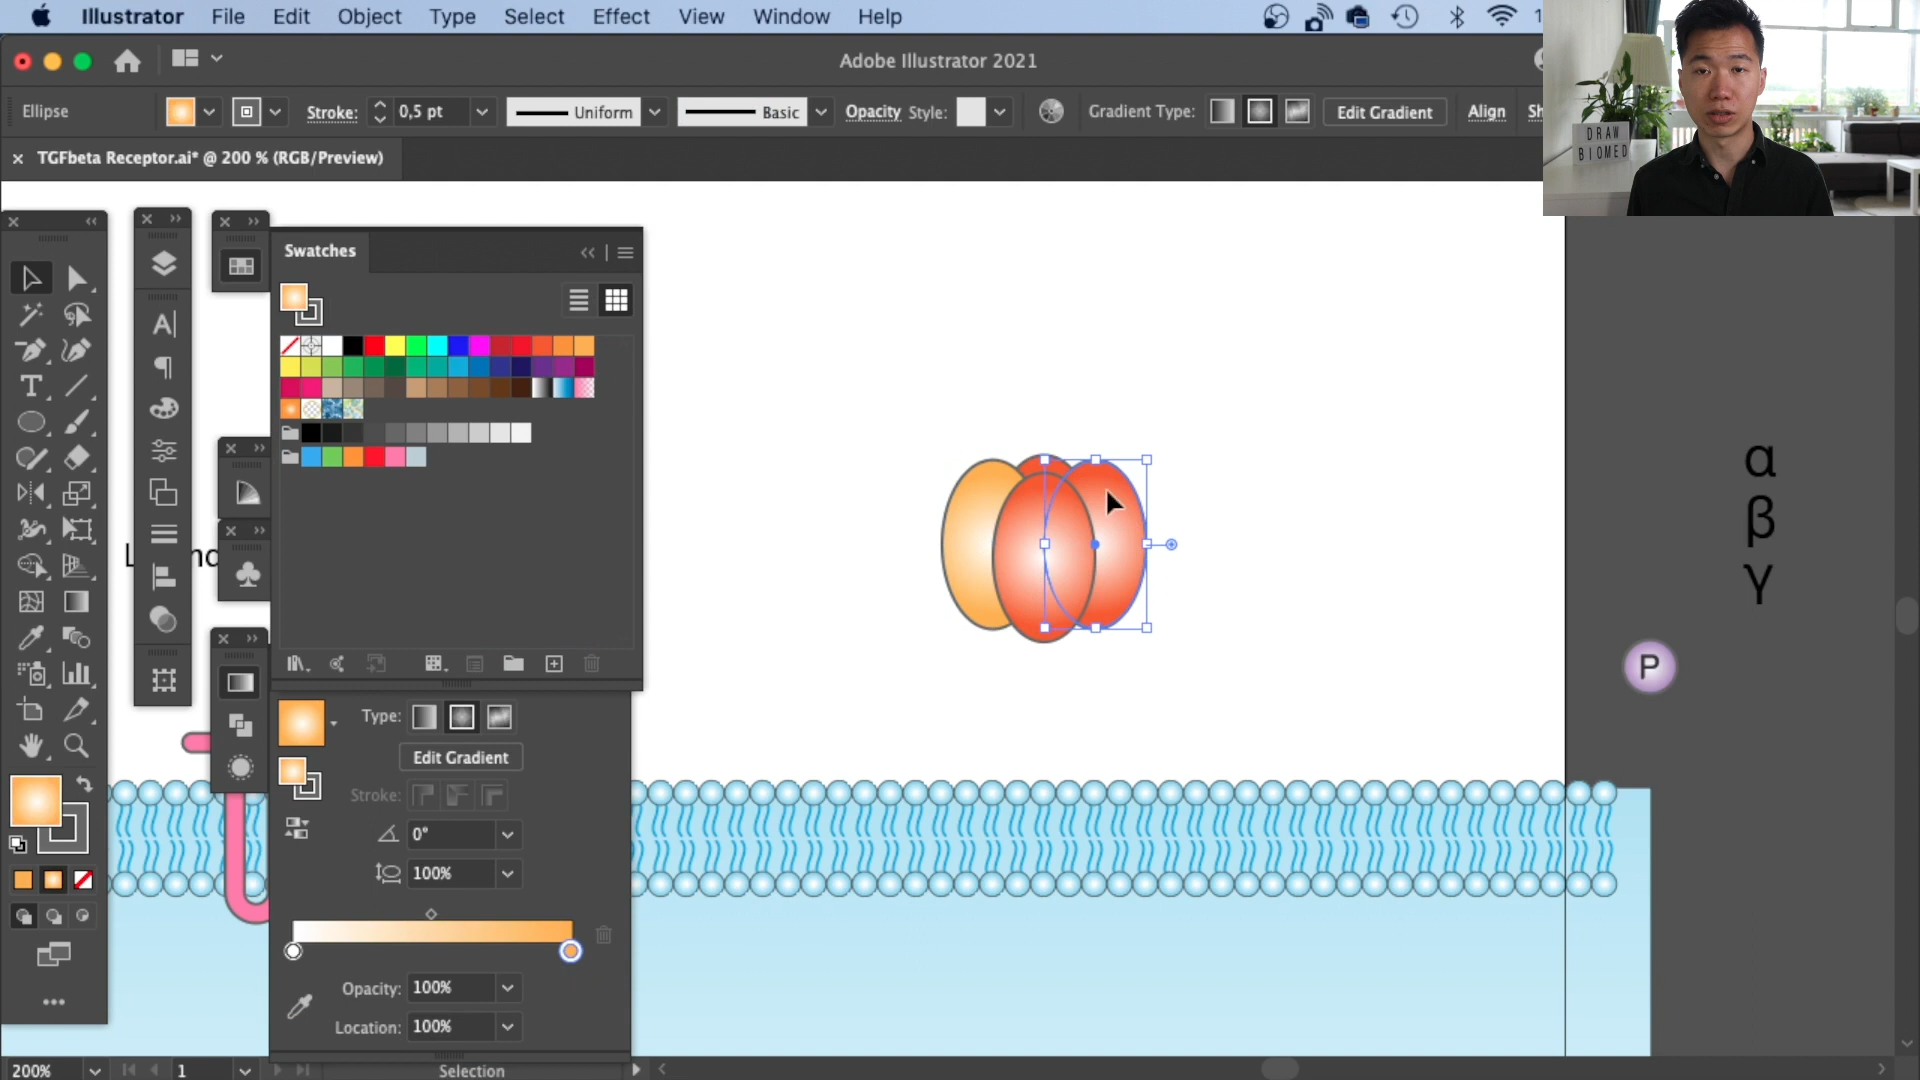 Illustrator File Edit Object Type Select Effect View Window Help
Adobe Illustrator 2021
Ellipse Stroke: 0,5 pt Uniform Basic Opacity Style: Gradient Type: Edit Gradient Align
TGFbeta Receptor.ai* @ 200 % (RGB/Preview)
DRAW
BIOMED
Swatches
α
β
γ
P
Type:
Edit Gradient
Stroke:
0°
100%
Opacity: 100%
Location: 100%
200% 1 Selection